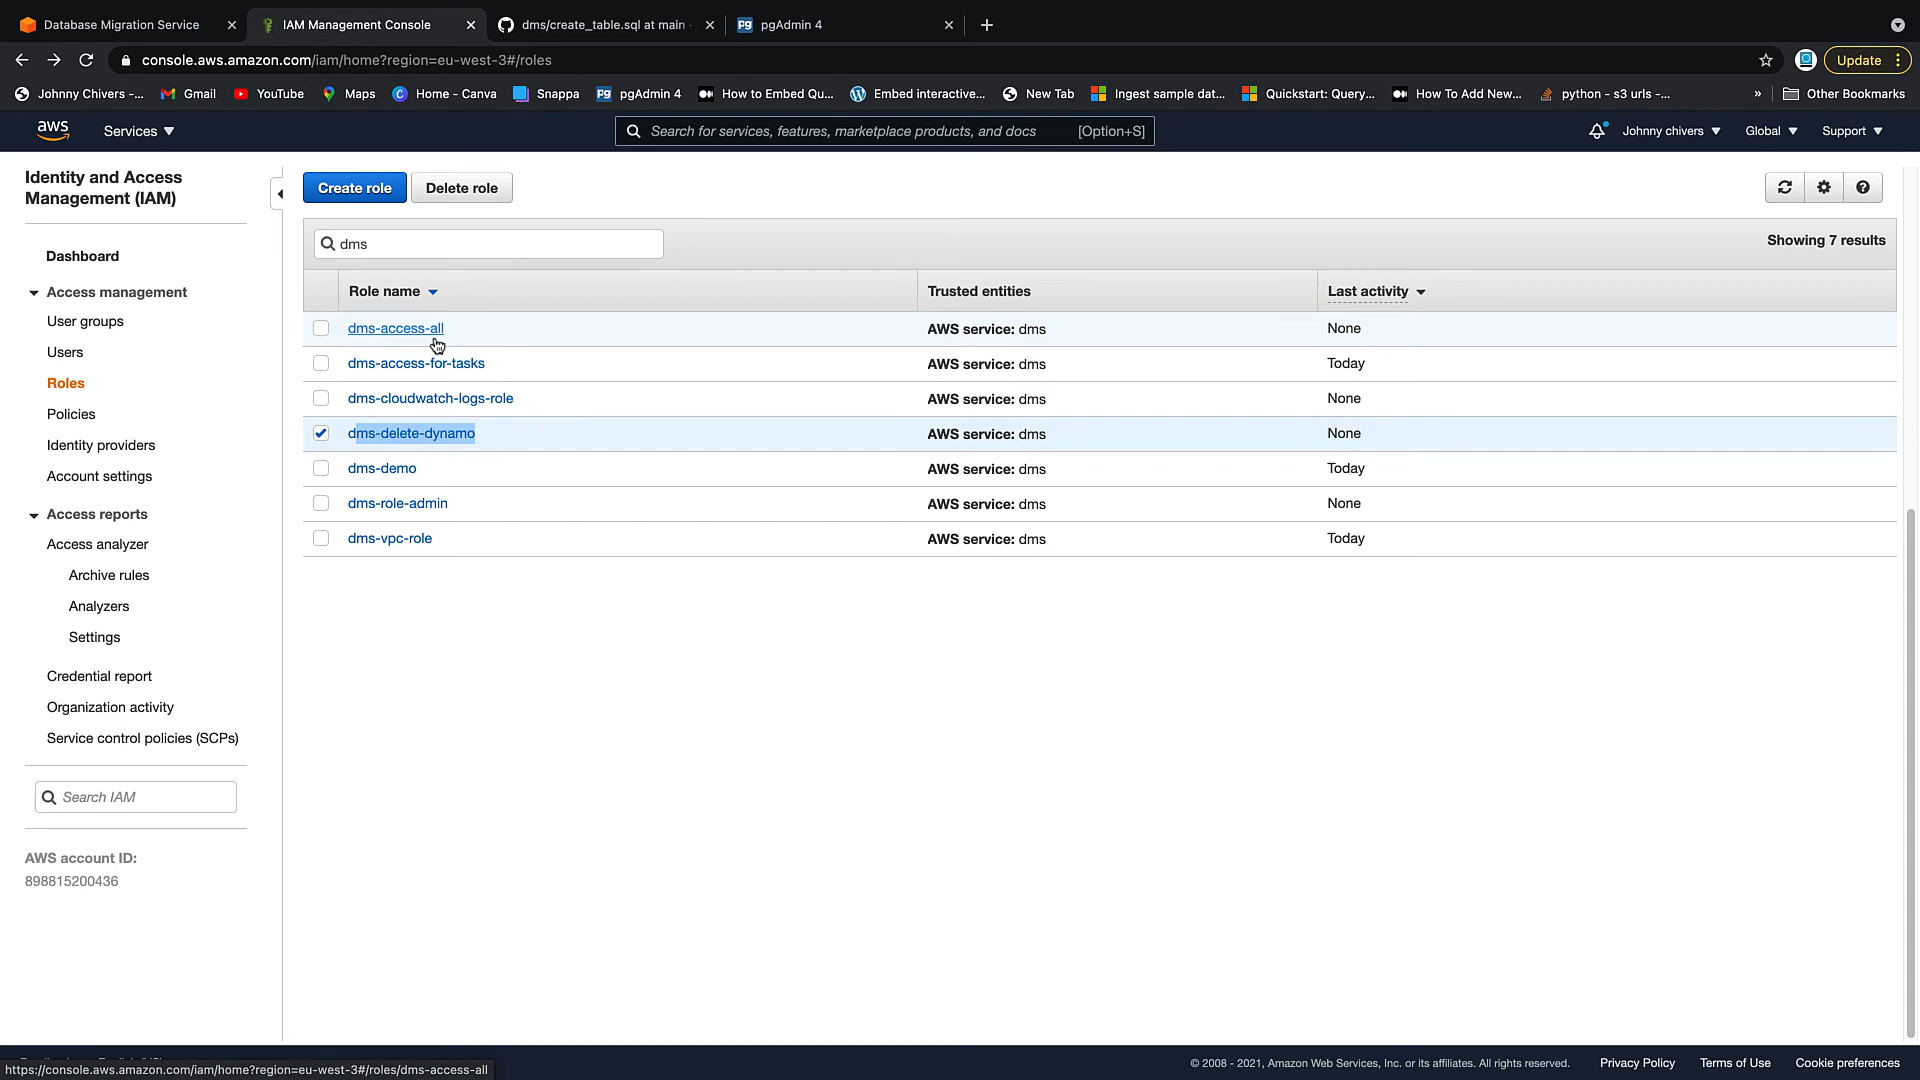 Database Migration Service
IAM Management Console
dms/create_table.sql at main ·
pgAdmin 4
console.aws.amazon.com/iam/home?region=eu-west-3#/roles
Update
Johnny Chivers -...
Gmail
YouTube
Maps
Home - Canva
Snappa
pgAdmin 4
How to Embed Qu...
Embed interactive...
New Tab
Ingest sample dat...
Quickstart: Query...
How To Add New...
python - s3 urls -...
»
Other Bookmarks
aws
Services
Search for services, features, marketplace products, and docs
[Option+S]
Johnny chivers
Global
Support
Identity and Access
Management (IAM)
Dashboard
Access management
User groups
Users
Roles
Policies
Identity providers
Account settings
Access reports
Access analyzer
Archive rules
Analyzers
Settings
Credential report
Organization activity
Service control policies (SCPs)
Search IAM
AWS account ID:
898815200436
Create role
Delete role
dms
Showing 7 results
Role name
Trusted entities
Last activity
dms-access-all
AWS service: dms
None
dms-access-for-tasks
AWS service: dms
Today
dms-cloudwatch-logs-role
AWS service: dms
None
dms-delete-dynamo
AWS service: dms
None
dms-demo
AWS service: dms
Today
dms-role-admin
AWS service: dms
None
dms-vpc-role
AWS service: dms
Today
© 2008 - 2021, Amazon Web Services, Inc. or its affiliates. All rights reserved.
Privacy Policy
Terms of Use
Cookie preferences
https://console.aws.amazon.com/iam/home?region=eu-west-3#/roles/dms-access-all